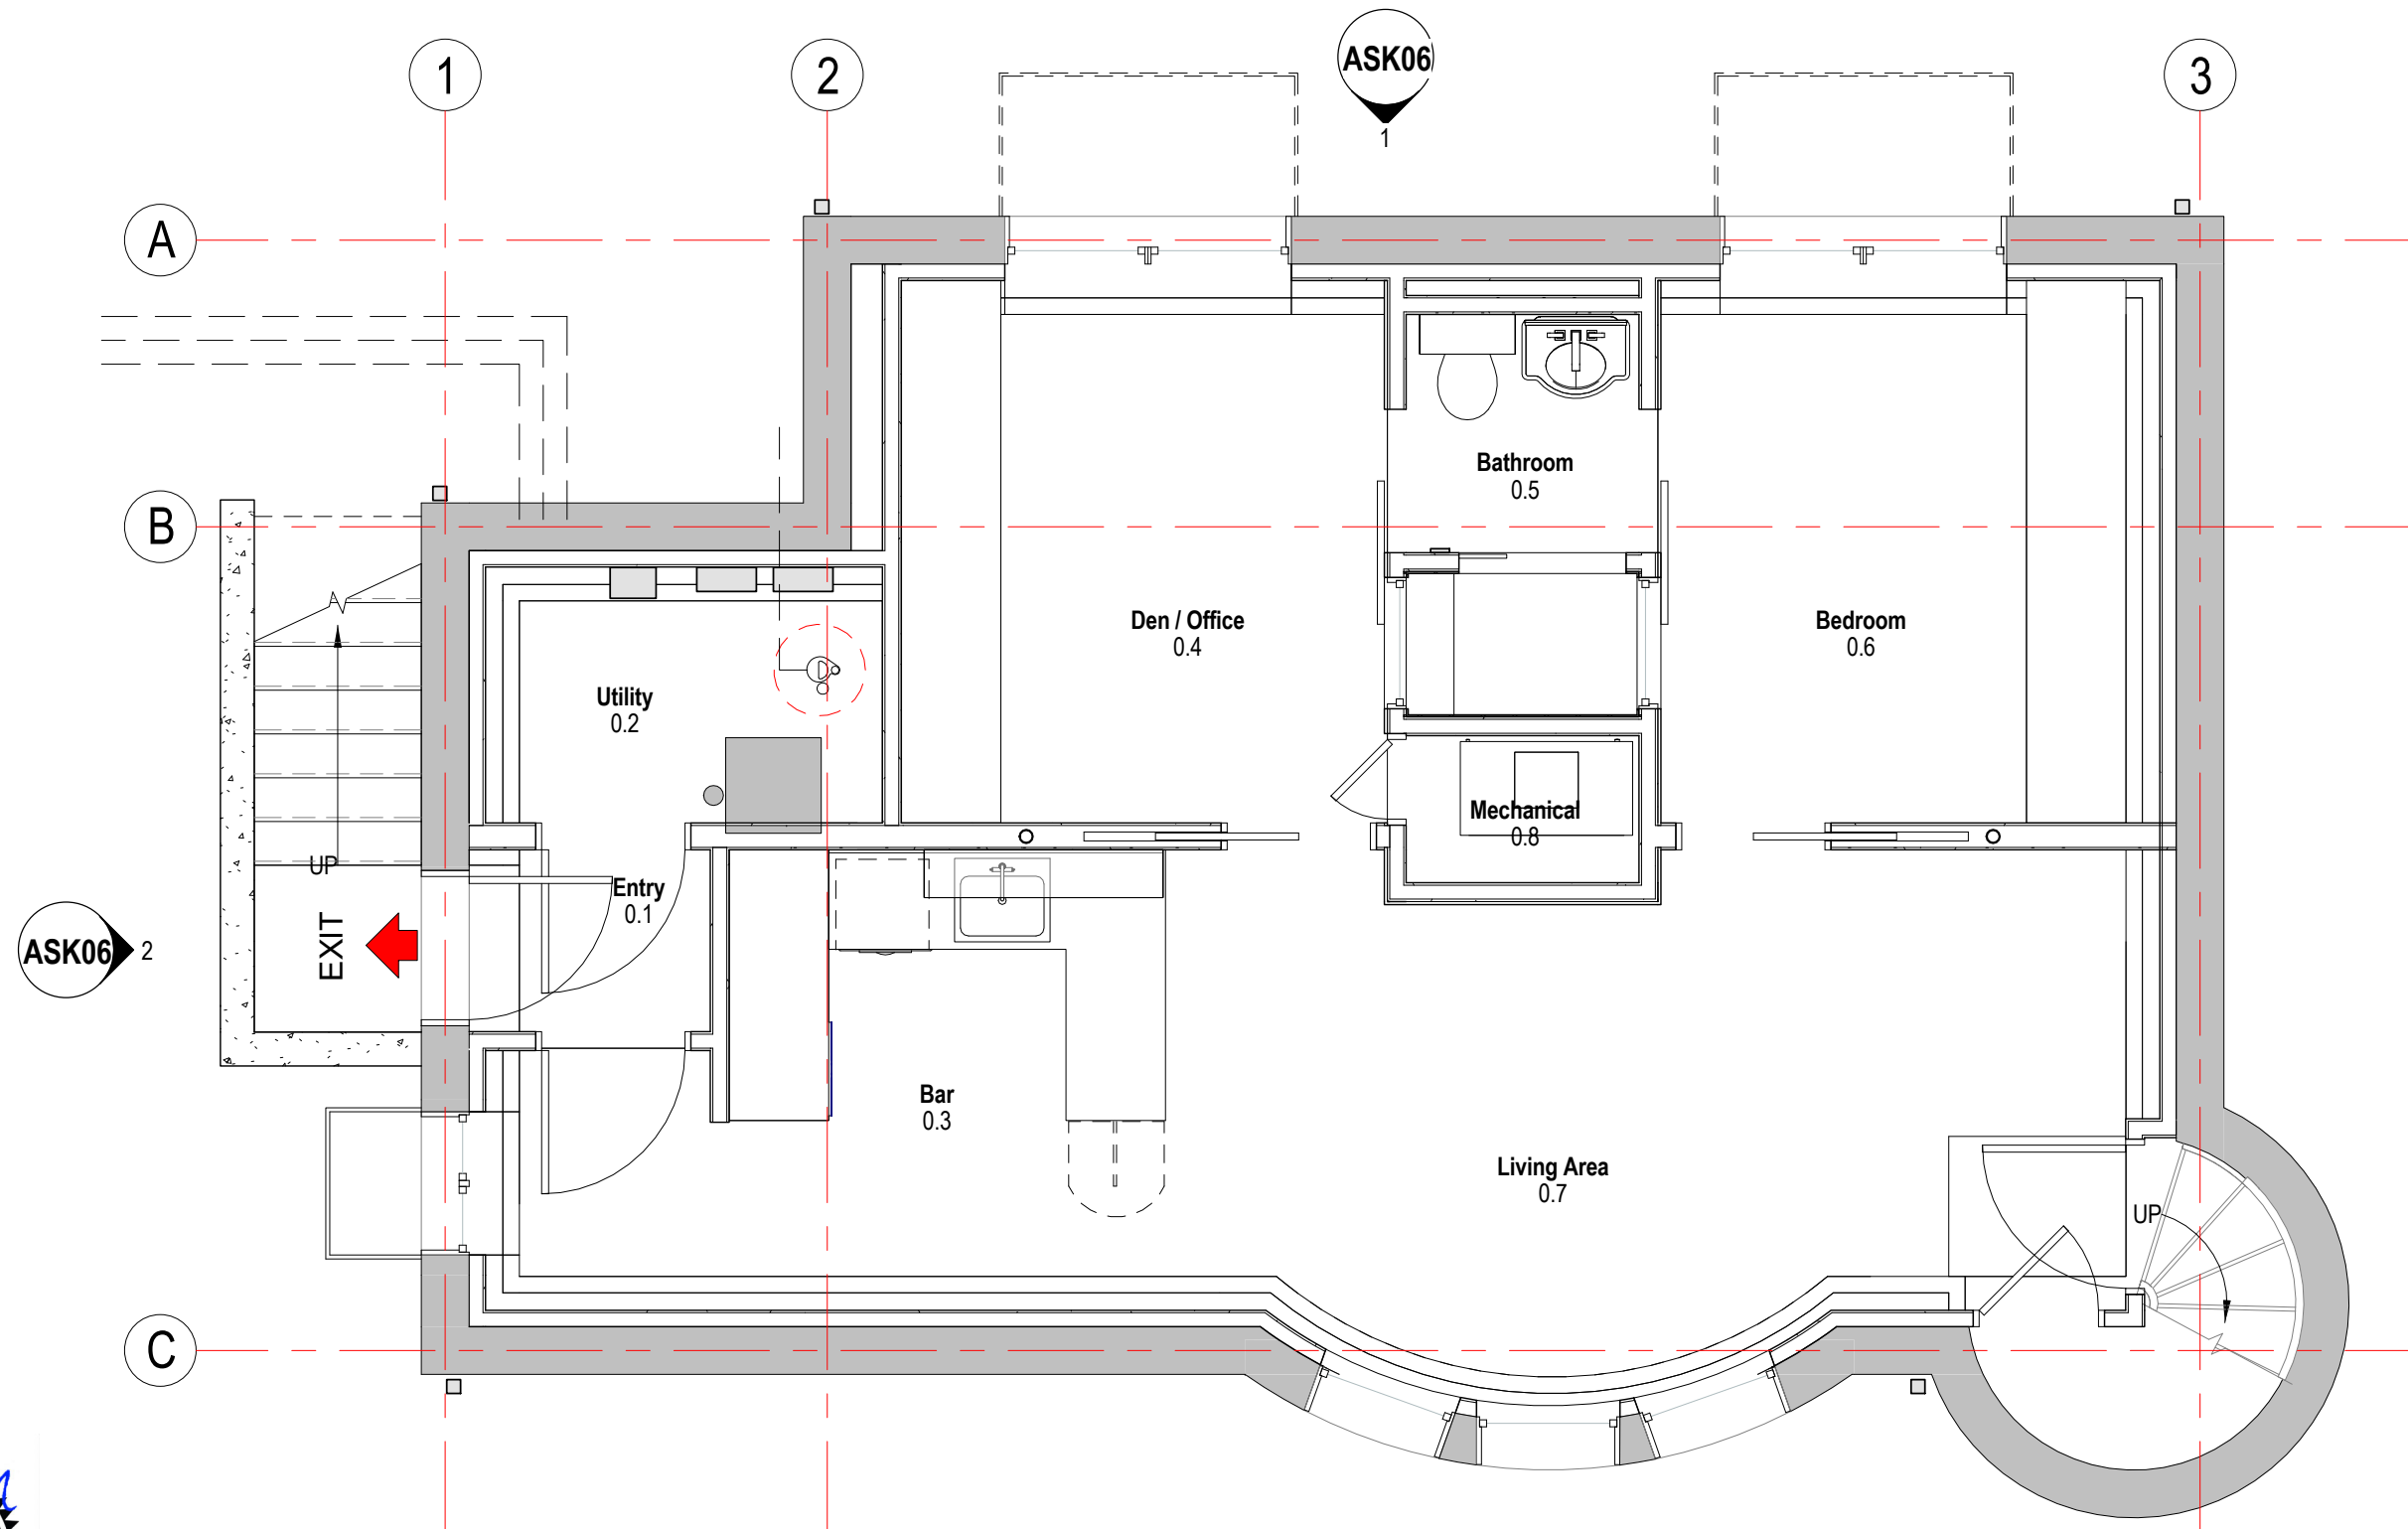 ASK06
1
2
3
1
A
B
Bathroom
0.5
Den / Office
0.4
Bedroom
0.6
Utility
0.2
Mechanical
0.8
UP
Entry
0.1
EXIT
ASK06
2
Bar
0.3
Living Area
0.7
UP
C